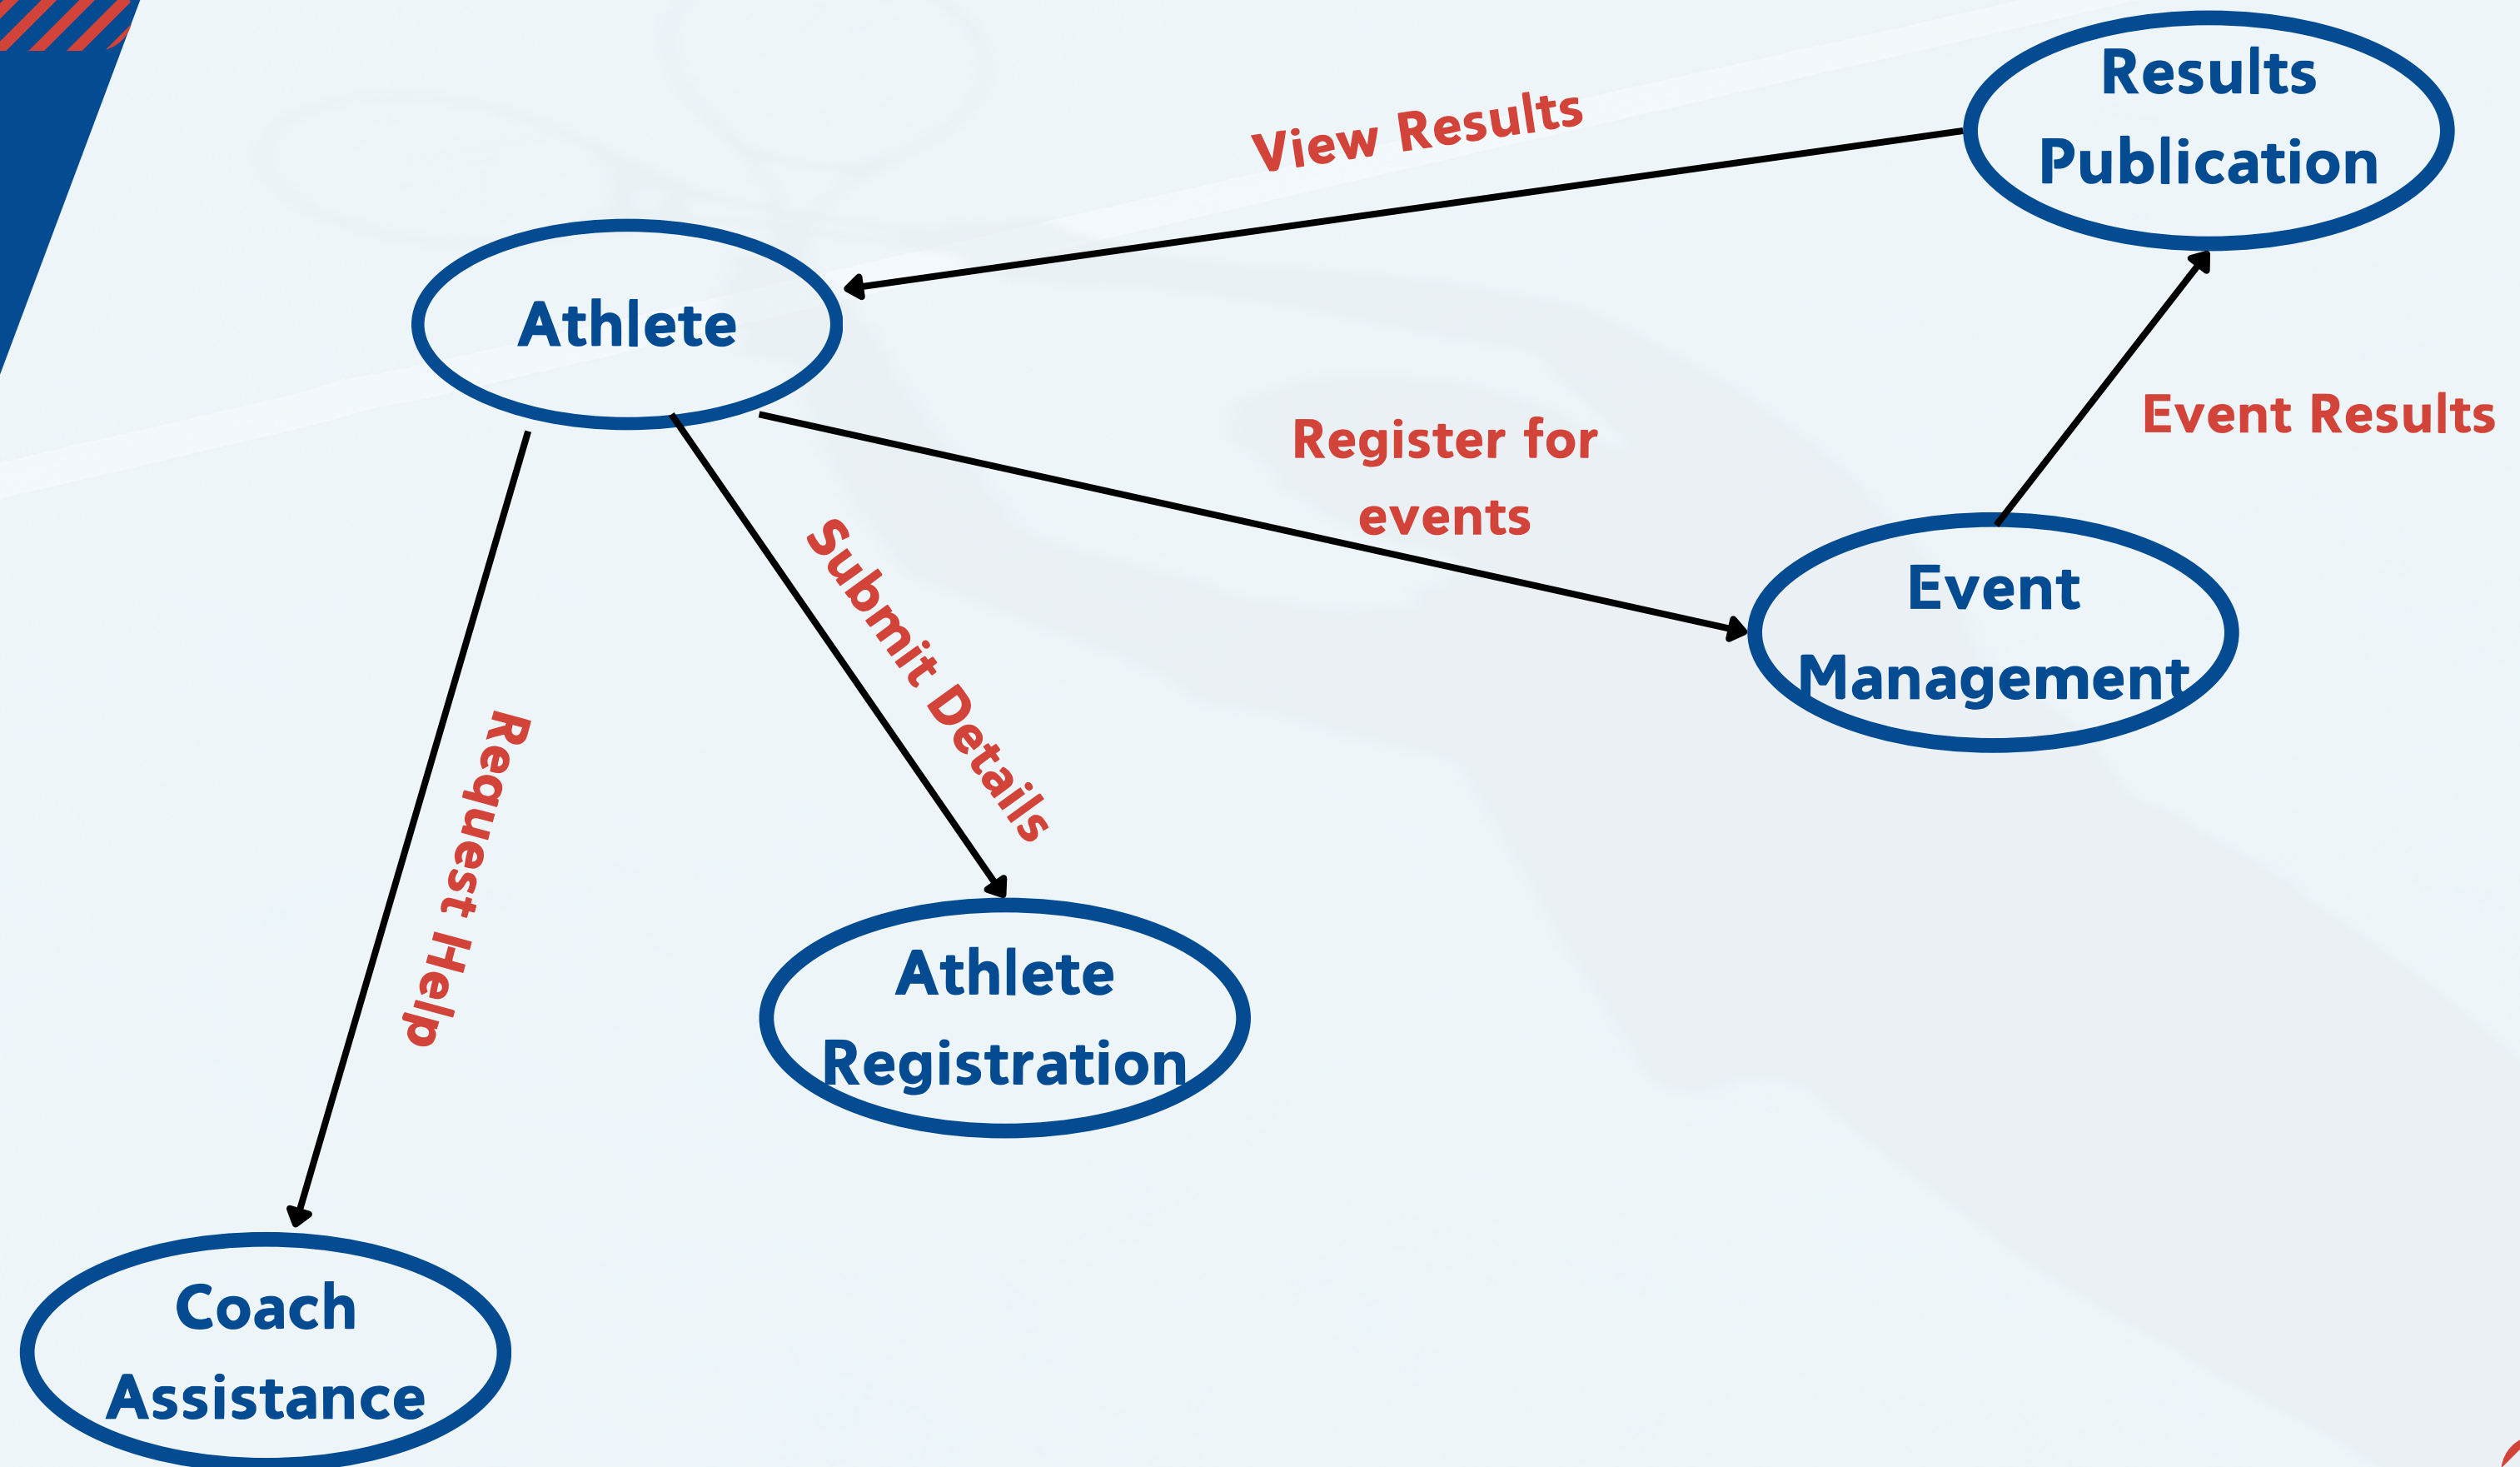 Results
Publication
View Results
Athlete
Register for
events
Event Results
Submit Details
Event
Management
Request Help
Athlete
Registration
Coach
Assistance